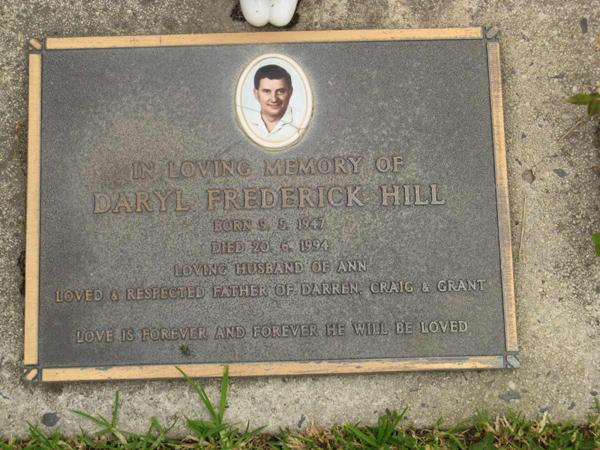 IN LOVING MEMORY OF
DARYL FREDERICK HILL
BORN 9. 5. 1947
DIED 20. 6. 1994
LOVING HUSBAND OF ANN
LOVED & RESPECTED FATHER OF DARREN, CRAIG & GRANT
LOVE IS FOREVER AND FOREVER HE WILL BE LOVED